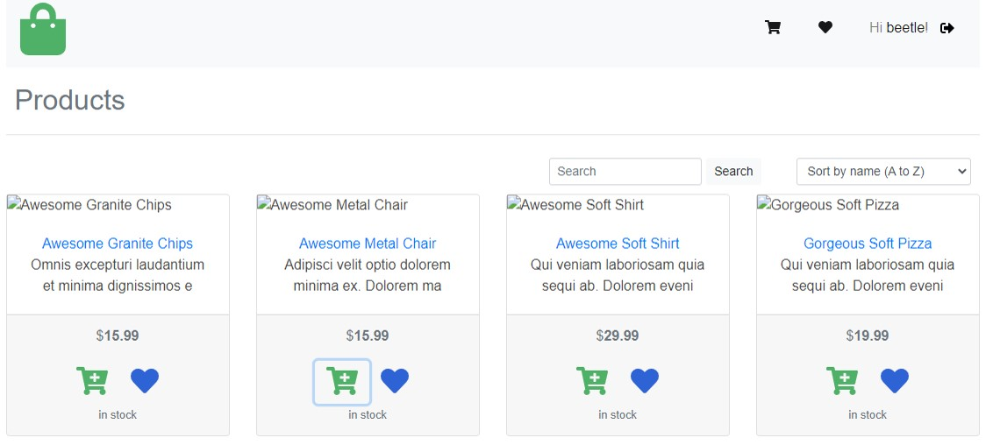 Hi beetle!
Products
Search Search Sort by name (A to Z)
Awesome Granite Chips
Awesome Granite Chips
Omnis excepturi laudantium
et minima dignissimos e
$15.99
in stock
Awesome Metal Chair
Awesome Metal Chair
Adipisci velit optio dolorem
minima ex. Dolorem ma
$15.99
in stock
Awesome Soft Shirt
Awesome Soft Shirt
Qui veniam laboriosam quia
sequi ab. Dolorem eveni
$29.99
in stock
Gorgeous Soft Pizza
Gorgeous Soft Pizza
Qui veniam laboriosam quia
sequi ab. Dolorem eveni
$19.99
in stock